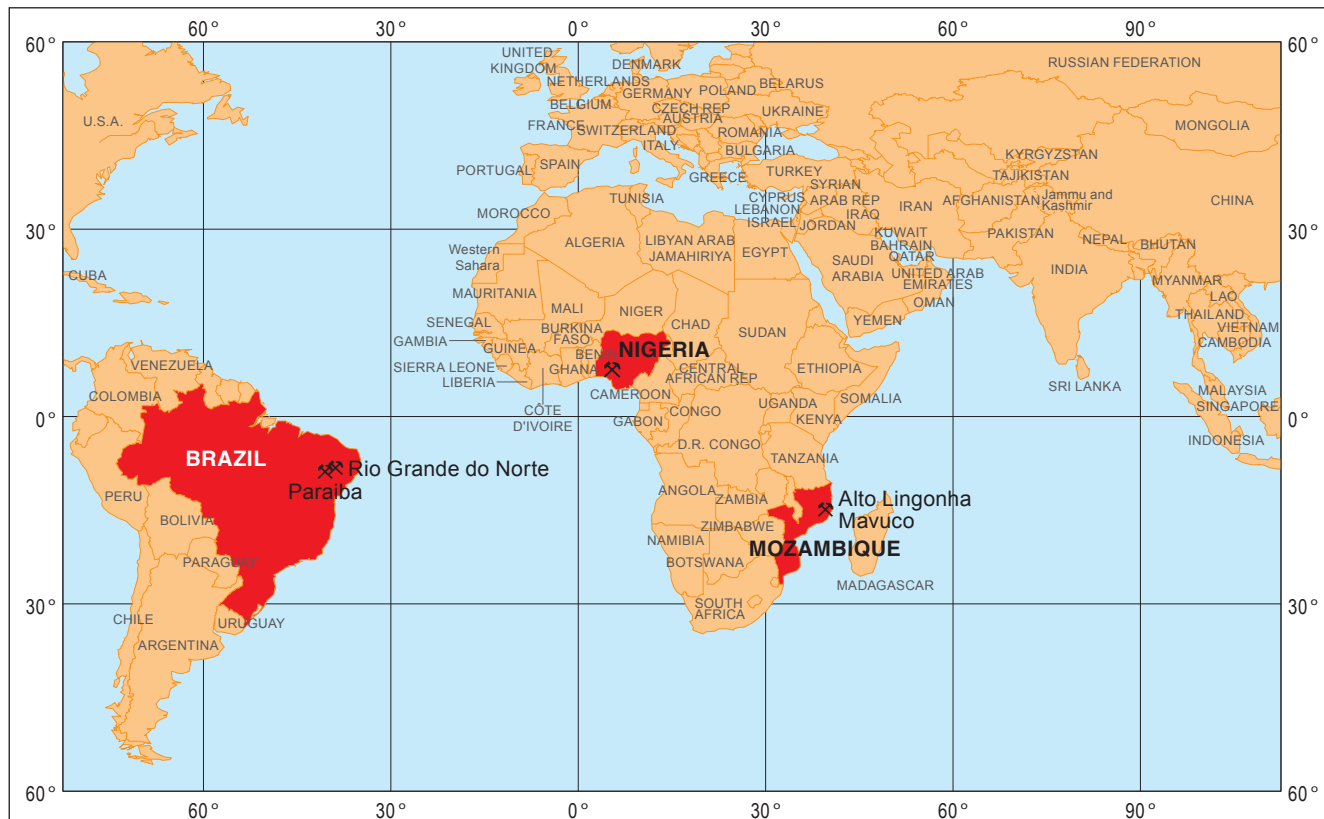 60° 30° 0° 30° 60° 90°
60° 60°
UNITED
KINGDOM
DENMARK
RUSSIAN FEDERATION
NETHERLANDS
BELARUS
POLAND
GERMANY
BELGIUM
CZECH REP
UKRAINE
U.S.A.
AUSTRIA
FRANCE
SWITZERLAND
ROMANIA
MONGOLIA
ITALY
BULGARIA
KYRGYZSTAN
PORTUGAL
SPAIN
GREECE
TURKEY
TAJIKISTAN
SYRIAN
ARAB REP
CYPRUS
LEBANON
ISRAEL
TUNISIA
MOROCCO
IRAQ
IRAN
AFGHANISTAN
Jammu and
Kashmir
CHINA
JORDAN
30° 30°
KUWAIT
BAHRAIN
QATAR
PAKISTAN
NEPAL
BHUTAN
ALGERIA
LIBYAN ARAB
JAMAHIRIYA
EGYPT
Western
Sahara
SAUDI
ARABIA
UNITED ARAB
EMIRATES
OMAN
INDIA
MYANMAR
LAO
CUBA
MAURITANIA
MALI
NIGER
CHAD
SUDAN
YEMEN
THAILAND
VIETNAM
CAMBODIA
SENEGAL
GAMBIA
BURKINA
FASO
GUINEA
BENIN
NIGERIA
SIERRA LEONE
GHANA
CENTRAL
AFRICAN REP
ETHIOPIA
LIBERIA
CAMEROON
SOMALIA
SRI LANKA
VENEZUELA
COLOMBIA
MALAYSIA
SINGAPORE
CÔTE
D'IVOIRE
0° 0°
GABON
CONGO
UGANDA
KENYA
INDONESIA
D.R. CONGO
TANZANIA
BRAZIL
Rio Grande do Norte
Paraiba
PERU
ANGOLA
ZAMBIA
Alto Lingonha
Mavuco
BOLIVIA
ZIMBABWE
NAMIBIA
MOZAMBIQUE
PARAGUAY
BOTSWANA
MADAGASCAR
30° 30°
SOUTH
AFRICA
CHILE
URUGUAY
ARGENTINA
60° 60°
60° 30° 0° 30° 60° 90°